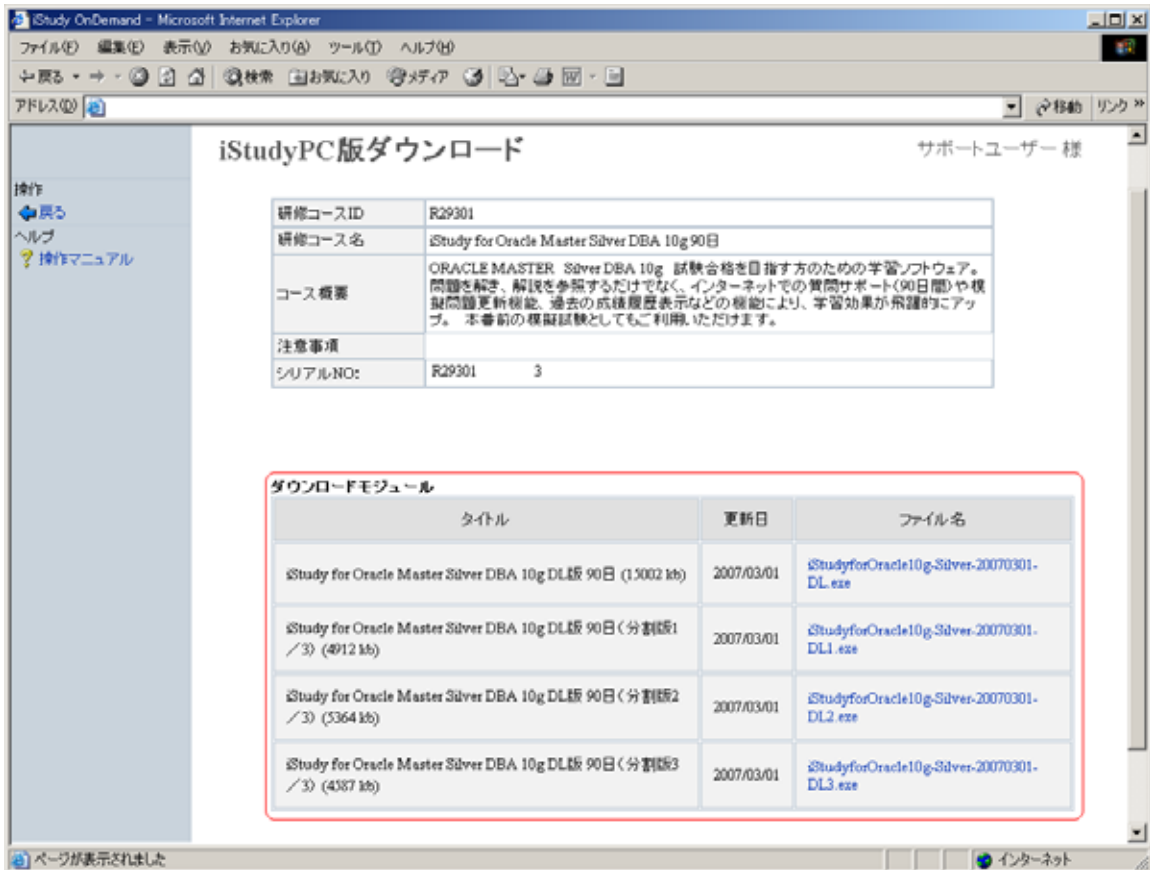 iStudy OnDemand - Microsoft Internet Explorer
ファイル(F) 編集(E) 表示(V) お気に入り(A) ツール(T) ヘルプ(H)
戻る 検索 お気に入り メディア
アドレス(D) 移動 リンク »
iStudyPC版ダウンロード サポートユーザー 様
操作
戻る
ヘルプ
? 操作マニュアル
研修コースID R29301
研修コース名 iStudy for Oracle Master Silver DBA 10g 90日
コース概要
ORACLE MASTER Silver DBA 10g 試験合格を目指す方のための学習ソフトウェア。
問題を解き、解説を参照するだけでなく、インターネットでの質問サポート(90日間)や模
擬問題更新機能、過去の成績履歴表示などの機能により、学習効果が飛躍的にアッ
プ。 本番前の模擬試験としてもご利用いただけます。
注意事項
シリアルNO: R29301 3
ダウンロードモジュール
タイトル 更新日 ファイル名
iStudy for Oracle Master Silver DBA 10g DL版 90日 (15002 kb) 2007/03/01 iStudyforOracle10g-Silver-20070301-
DL.exe
iStudy for Oracle Master Silver DBA 10g DL版 90日(分割版1
/3) (4912 kb) 2007/03/01 iStudyforOracle10g-Silver-20070301-
DL1.exe
iStudy for Oracle Master Silver DBA 10g DL版 90日(分割版2
/3) (5364 kb) 2007/03/01 iStudyforOracle10g-Silver-20070301-
DL2.exe
iStudy for Oracle Master Silver DBA 10g DL版 90日(分割版3
/3) (4587 kb) 2007/03/01 iStudyforOracle10g-Silver-20070301-
DL3.exe
ページが表示されました インターネット